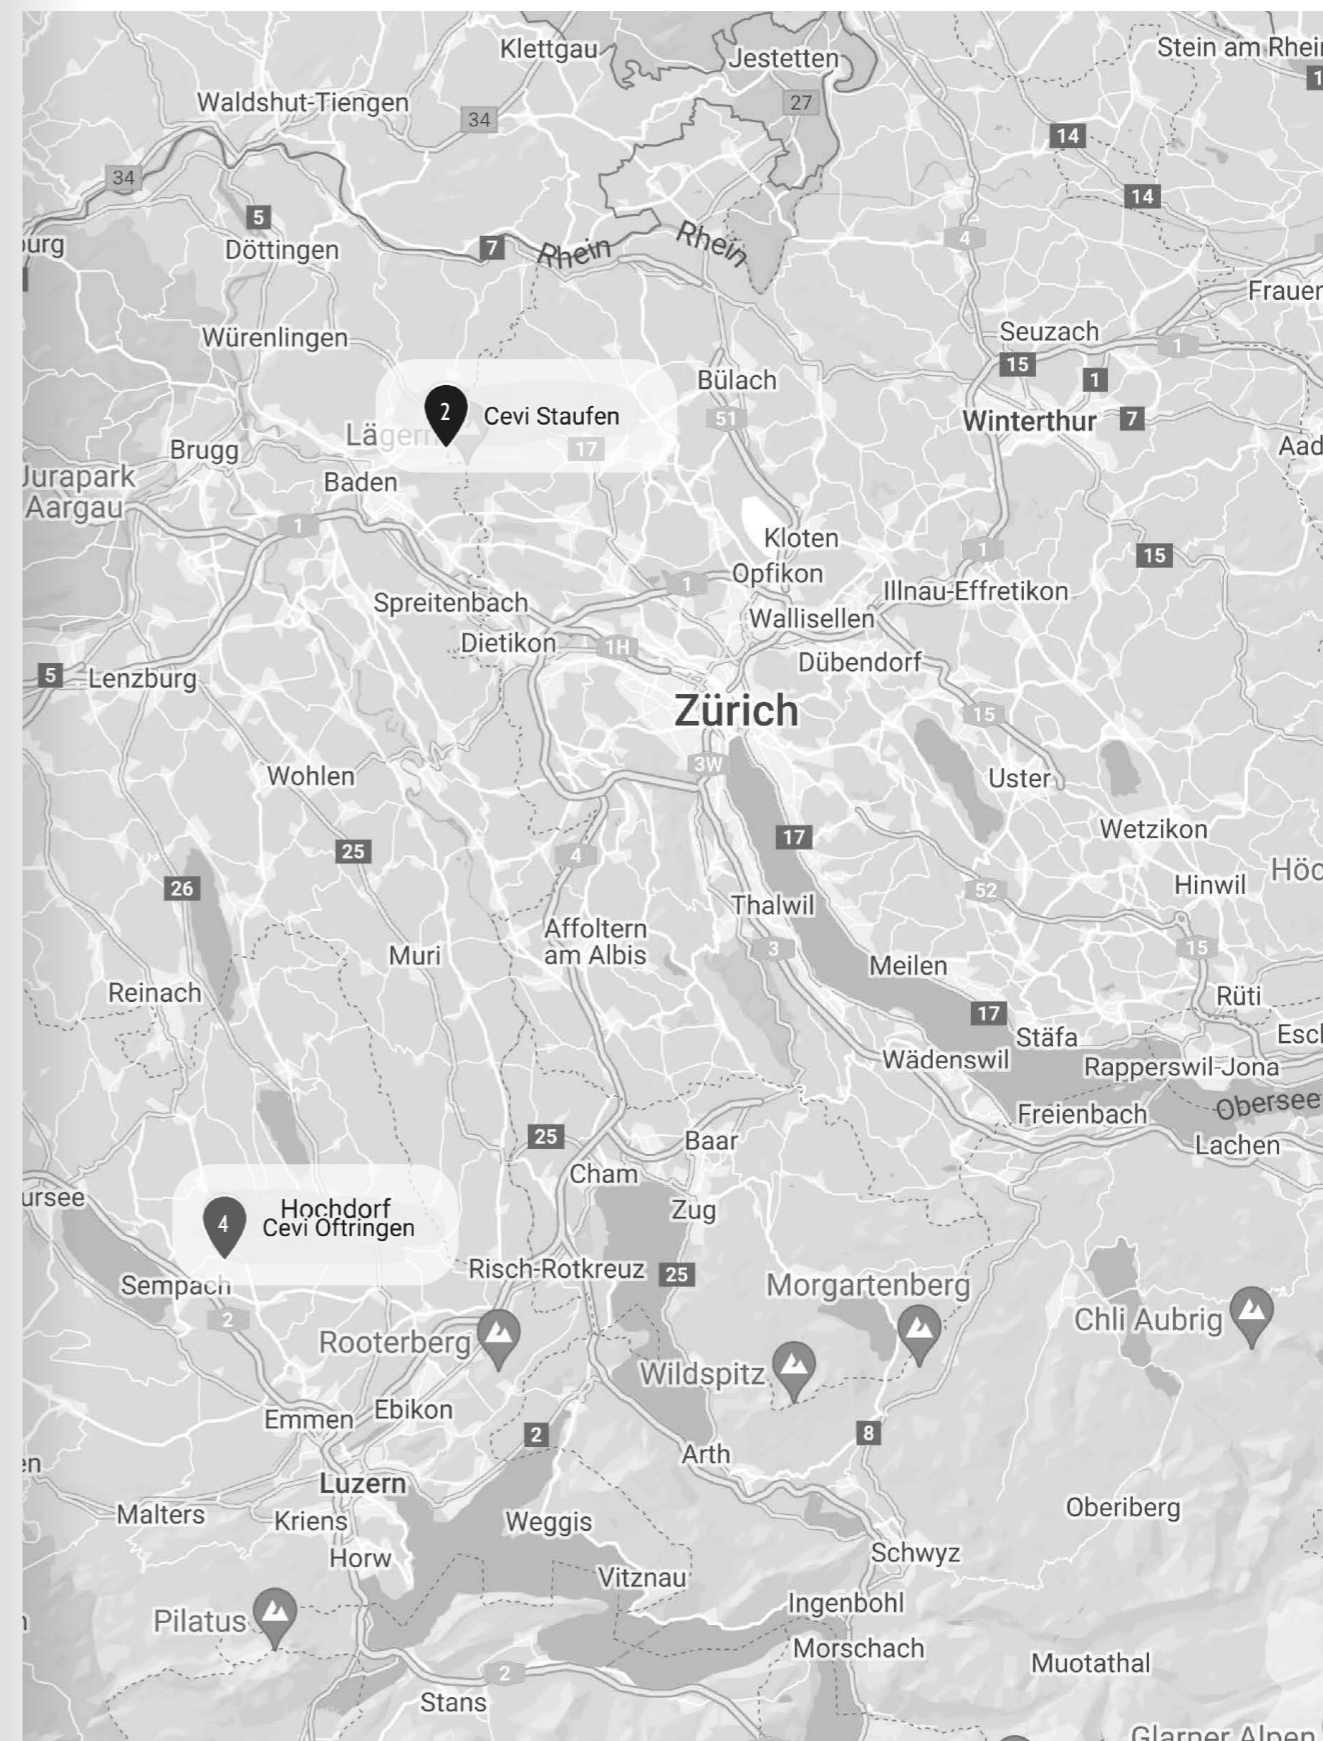 Klettgau
Jestetten
Stein am Rhein
1
Waldshut-Tiengen
27
34
14
34
14
5
4
7
Rhein
Rhein
urg
Döttingen
Frauen
Seuzach
Würenlingen
1
15
1
Bülach
2
Cevi Staufen
51
Winterthur
7
Lägern
17
Brugg
Aad
Jurapark
Aargau
Baden
1
Kloten
1
15
Opfikon
1
Illnau-Effretikon
Spreitenbach
Wallisellen
Dietikon
1H
Dübendorf
5
Lenzburg
Zürich
15
3W
Wohlen
Uster
17
Wetzikon
25
4
26
Hinwil
Höc
52
Thalwil
Affoltern
am Albis
3
15
Muri
Meilen
Reinach
Rüti
17
Stäfa
Esch
Wädenswil
Rapperswil-Jona
Obersee
Freienbach
25
Baar
Lachen
Cham
ursee
4
Hochdorf
Cevi Oftringen
Zug
Risch-Rotkreuz
25
Sempach
Morgartenberg
2
Chli Aubrig
Rooterberg
Wildspitz
Emmen
Ebikon
2
8
Arth
en
Luzern
Malters
Kriens
Weggis
Oberiberg
Horw
Schwyz
Vitznau
Ingenbohl
Pilatus
Morschach
Muotathal
2
Stans
Glarner Alpen